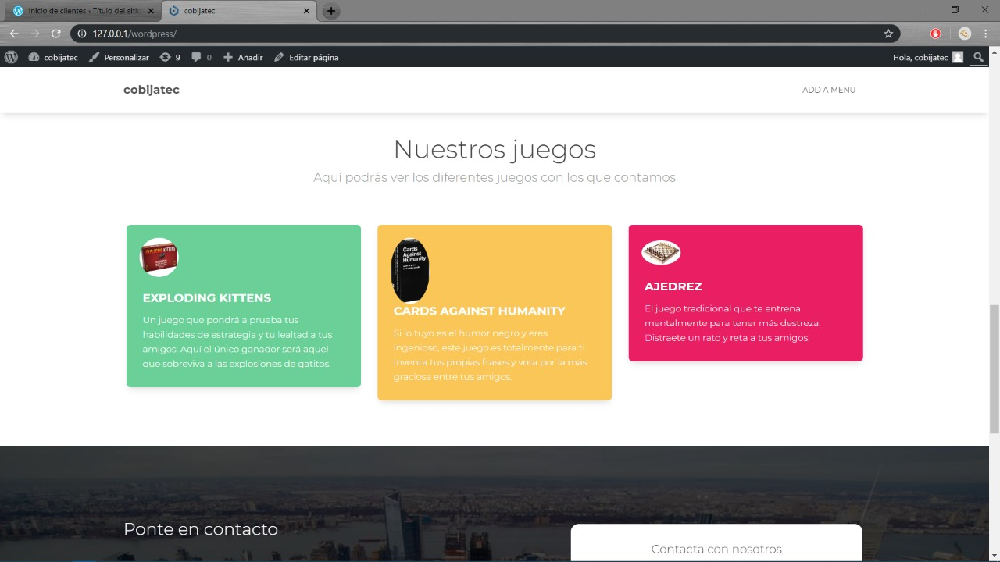 Inicio de sesión ‹ Título del sitio
cobijatec
127.0.0.1/wordpress/
cobijatec
Personalizar
9
0
Añadir
Editar página
Hola, cobijatec
cobijatec
ADD A MENU
Nuestros juegos
Aquí podrás ver los diferentes juegos con los que contamos
EXPLODING KITTENS
EXPLODING KITTENS
Un juego que pondrá a prueba tus
habilidades de estrategia y tu lealtad a tus
amigos. Aquí el único ganador será aquel
que sobreviva a las explosiones de gatitos.
Cards
Against
Humanity
CARDS AGAINST HUMANITY
Si lo tuyo es el humor negro y eres
ingenioso, este juego es totalmente para ti.
Inventa tus propias frases y vota por la más
graciosa entre tus amigos.
AJEDREZ
El juego tradicional que te entrena
mentalmente para tener más destreza.
Distraete un rato y reta a tus amigos.
Ponte en contacto
Contacta con nosotros